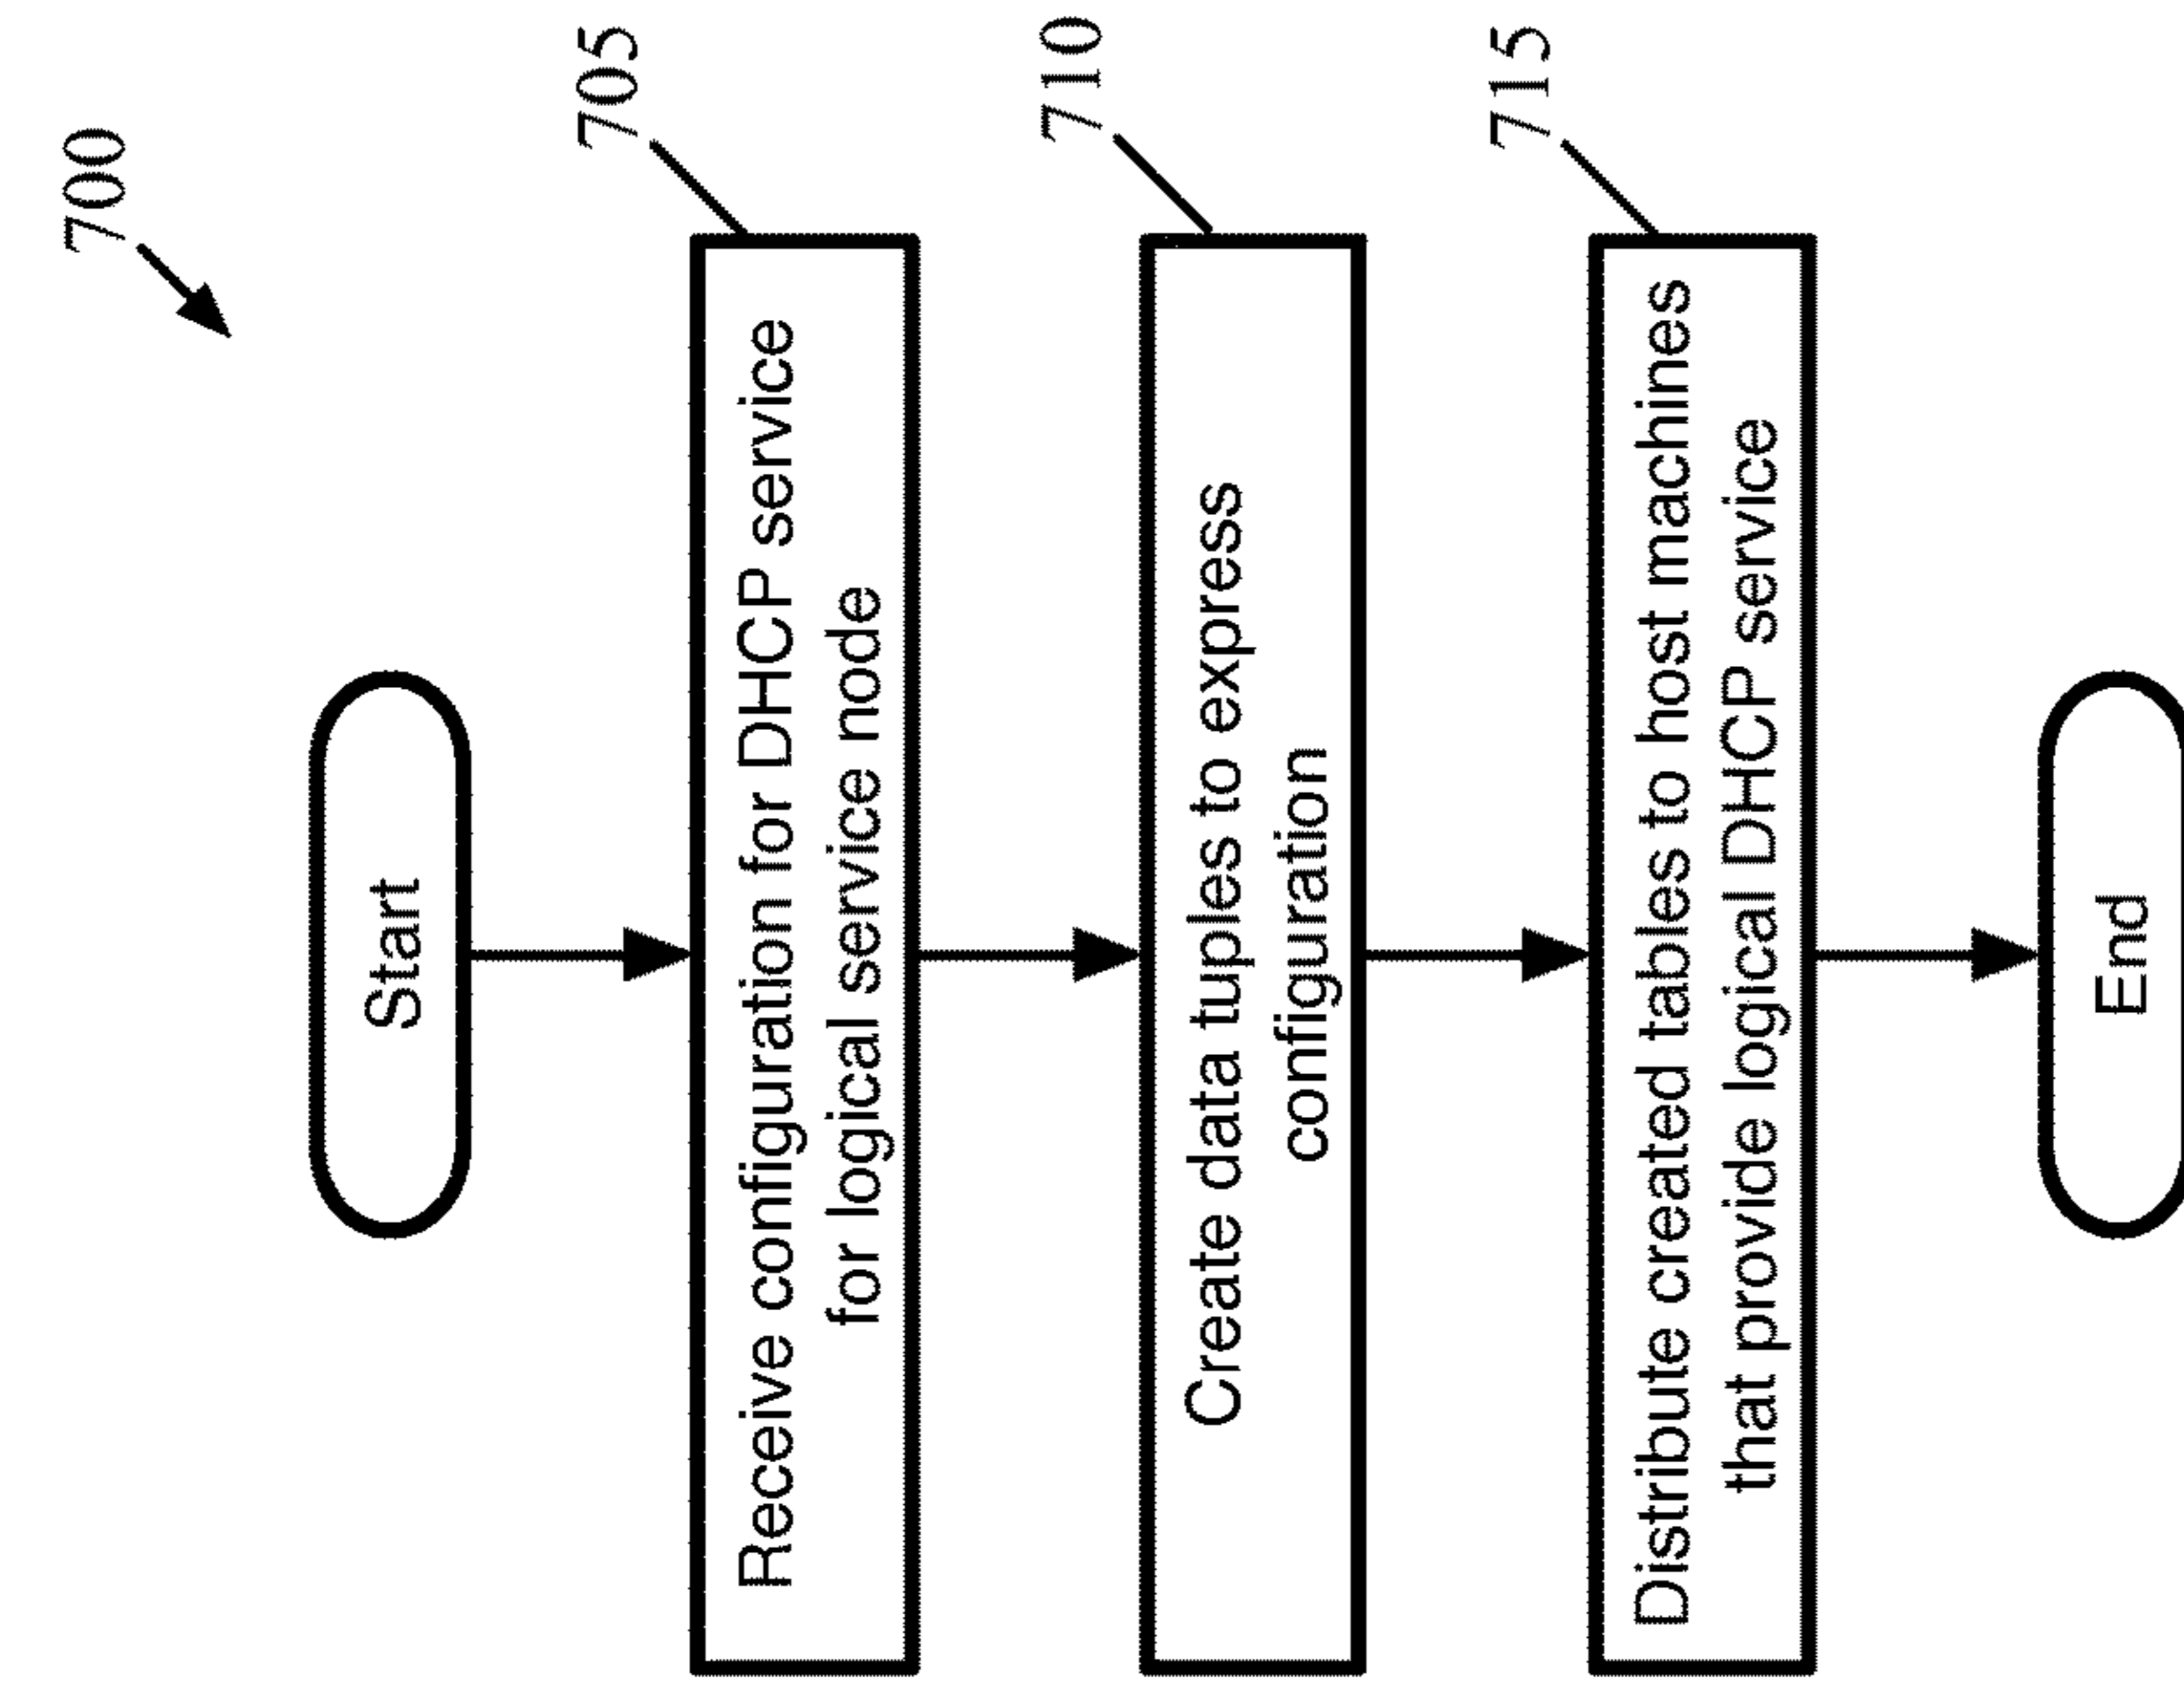 700
Start
705
Receive configuration for DHCP service
for logical service node
710
Create data tuples to express
configuration
715
Distribute created tables to host machines
that provide logical DHCP service
End